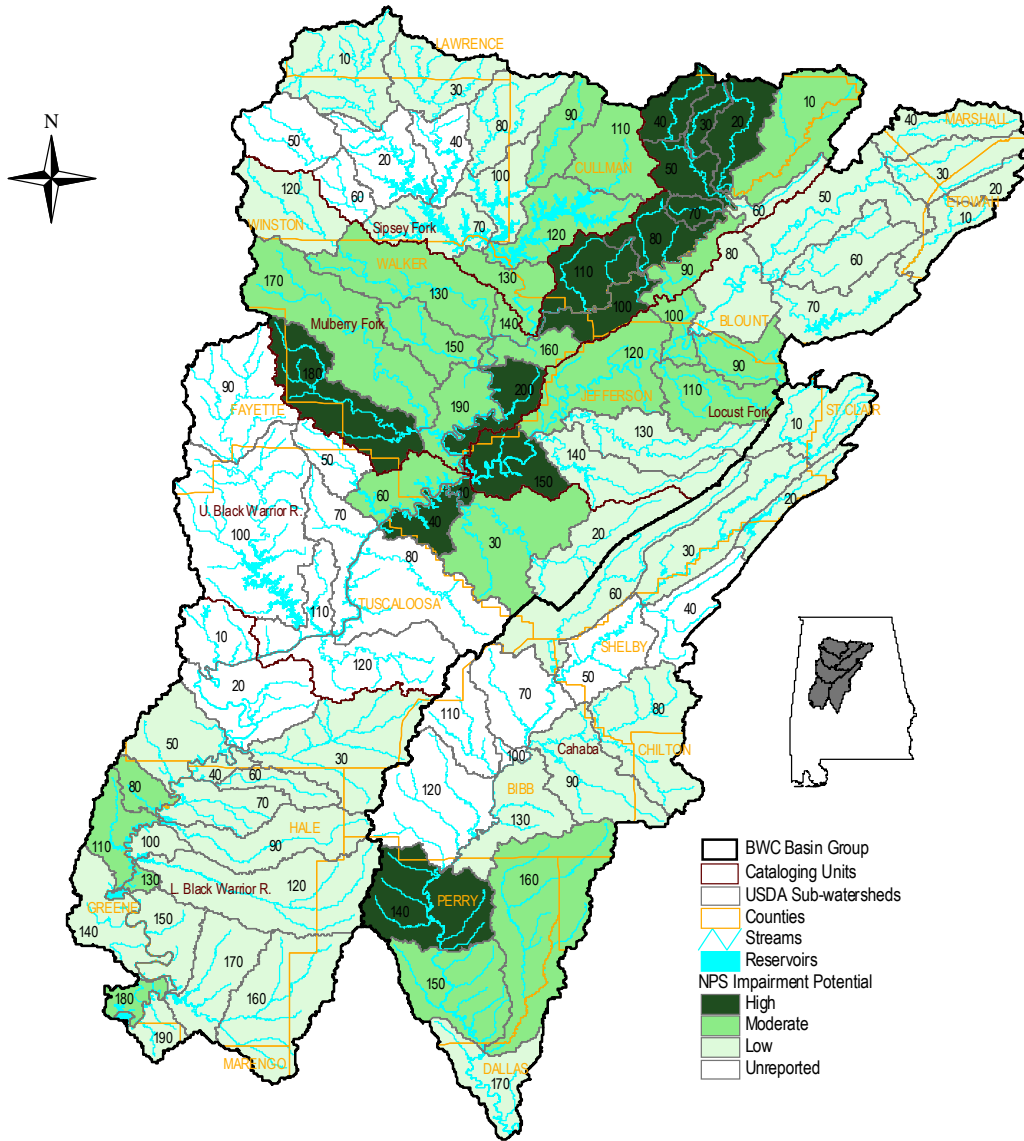 LAWRENCE
10
30
80
90
110
40
30
20
10
N
50
20
40
50
40
MARSHALL
CULLMAN
30
20
120
60
100
70
60
50
ETOWAH
10
WINSTON
Sipsey Fork
70
120
80
80
60
WALKER
110
90
170
130
130
100
70
Mulberry Fork
140
100
BLOUNT
150
160
120
90
180
200
90
190
JEFFERSON
110
FAYETTE
Locust Fork
10
ST CLAIR
130
50
140
60
10
150
20
U. Black Warrior R.
70
40
20
100
30
30
80
110
TUSCALOOSA
60
40
10
SHELBY
120
50
20
70
110
80
50
30
100
Cahaba
CHILTON
40
60
120
BIBB
90
80
70
130
HALE
110
100
90
160
130
120
L. Black Warrior R.
140
PERRY
GREENE
150
140
170
150
180
160
190
MARENGO
DALLAS
170
BWC Basin Group
Cataloging Units
USDA Sub-watersheds
Counties
Streams
Reservoirs
NPS Impairment Potential
High
Moderate
Low
Unreported